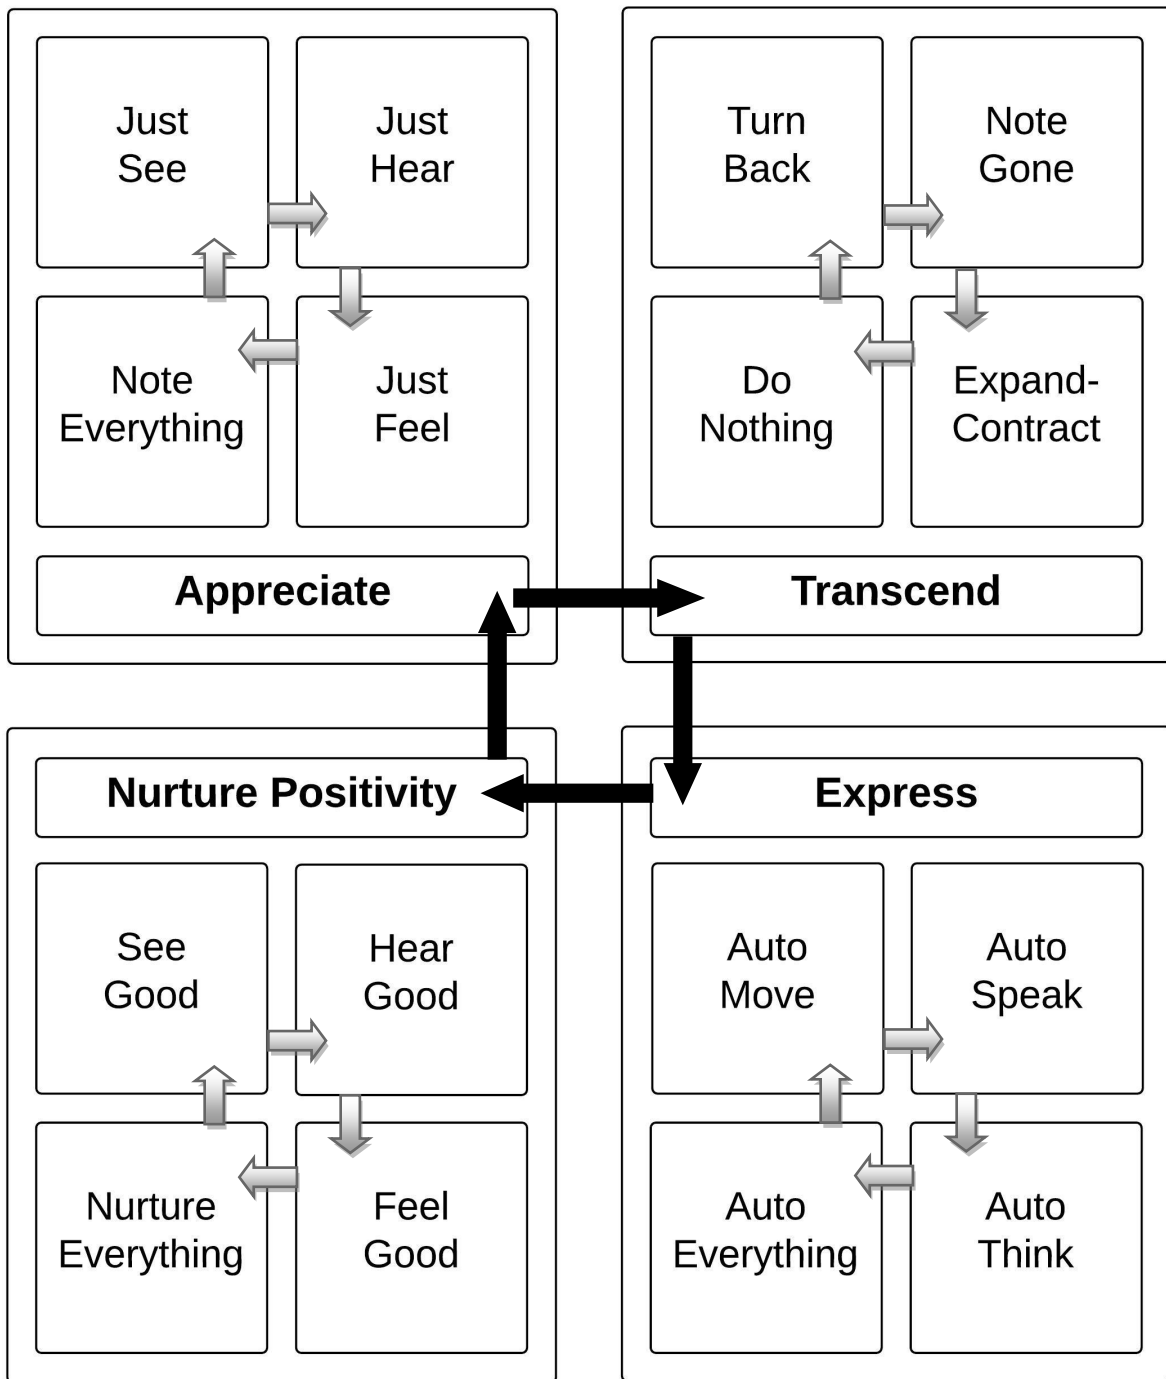 Just
See
Just
Hear
Note
Everything
Just
Feel
Appreciate
Turn
Back
Note
Gone
Do
Nothing
Expand-
Contract
Transcend
Nurture Positivity
See
Good
Hear
Good
Nurture
Everything
Feel
Good
Express
Auto
Move
Auto
Speak
Auto
Everything
Auto
Think